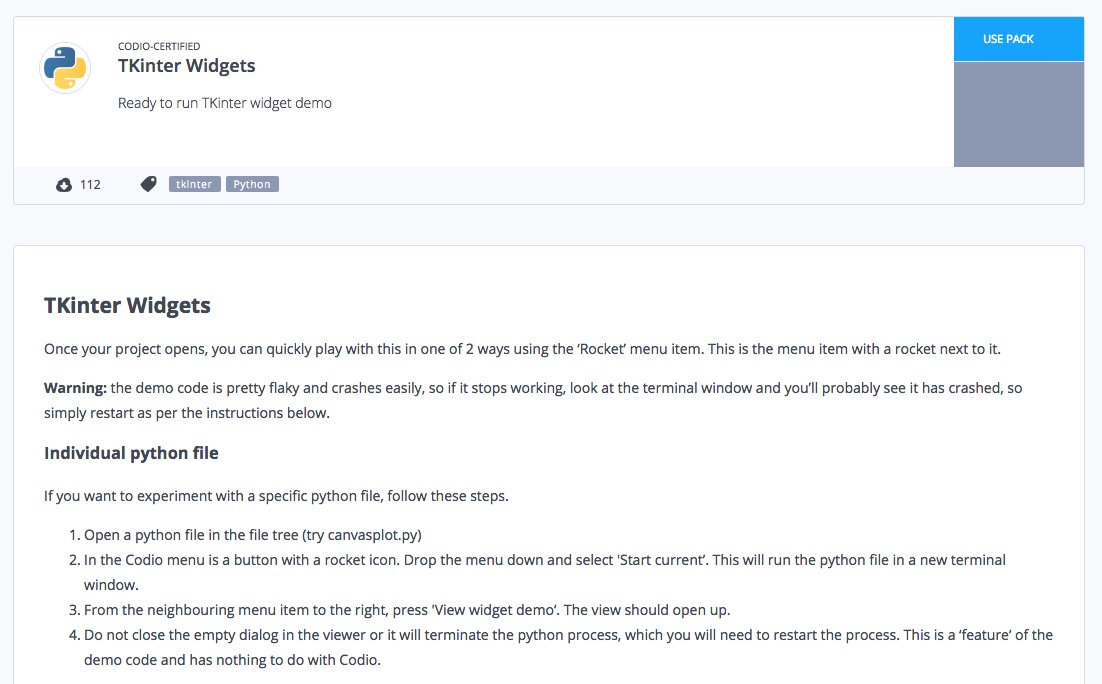 CODIO-CERTIFIED
TKinter Widgets
USE PACK
Ready to run TKinter widget demo
112
tkInter
Python
TKinter Widgets
Once your project opens, you can quickly play with this in one of 2 ways using the ‘Rocket’ menu item. This is the menu item with a rocket next to it.
Warning: the demo code is pretty flaky and crashes easily, so if it stops working, look at the terminal window and you’ll probably see it has crashed, so
simply restart as per the instructions below.
Individual python file
If you want to experiment with a specific python file, follow these steps.
1. Open a python file in the file tree (try canvasplot.py)
2. In the Codio menu is a button with a rocket icon. Drop the menu down and select 'Start current’. This will run the python file in a new terminal
window.
3. From the neighbouring menu item to the right, press 'View widget demo’. The view should open up.
4. Do not close the empty dialog in the viewer or it will terminate the python process, which you will need to restart the process. This is a ‘feature’ of the
demo code and has nothing to do with Codio.